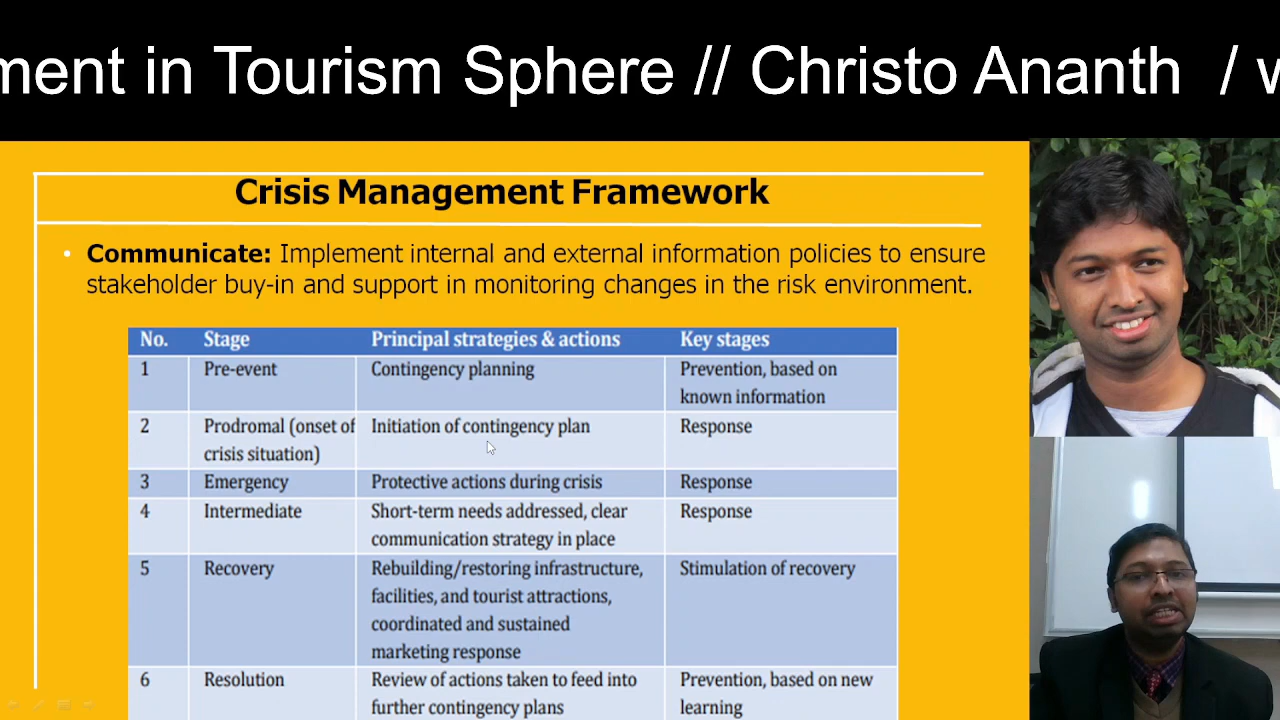 ment in Tourism Sphere // Christo Ananth / w
Crisis Management Framework
• Communicate: Implement internal and external information policies to ensure
stakeholder buy-in and support in monitoring changes in the risk environment.
No. Stage Principal strategies & actions Key stages
1 Pre-event Contingency planning Prevention, based on
known information
2 Prodromal (onset of Initiation of contingency plan Response
crisis situation)
3 Emergency Protective actions during crisis Response
4 Intermediate Short-term needs addressed, clear Response
communication strategy in place
5 Recovery Rebuilding/restoring infrastructure, Stimulation of recovery
facilities, and tourist attractions,
coordinated and sustained
marketing response
6 Resolution Review of actions taken to feed into Prevention, based on new
further contingency plans learning